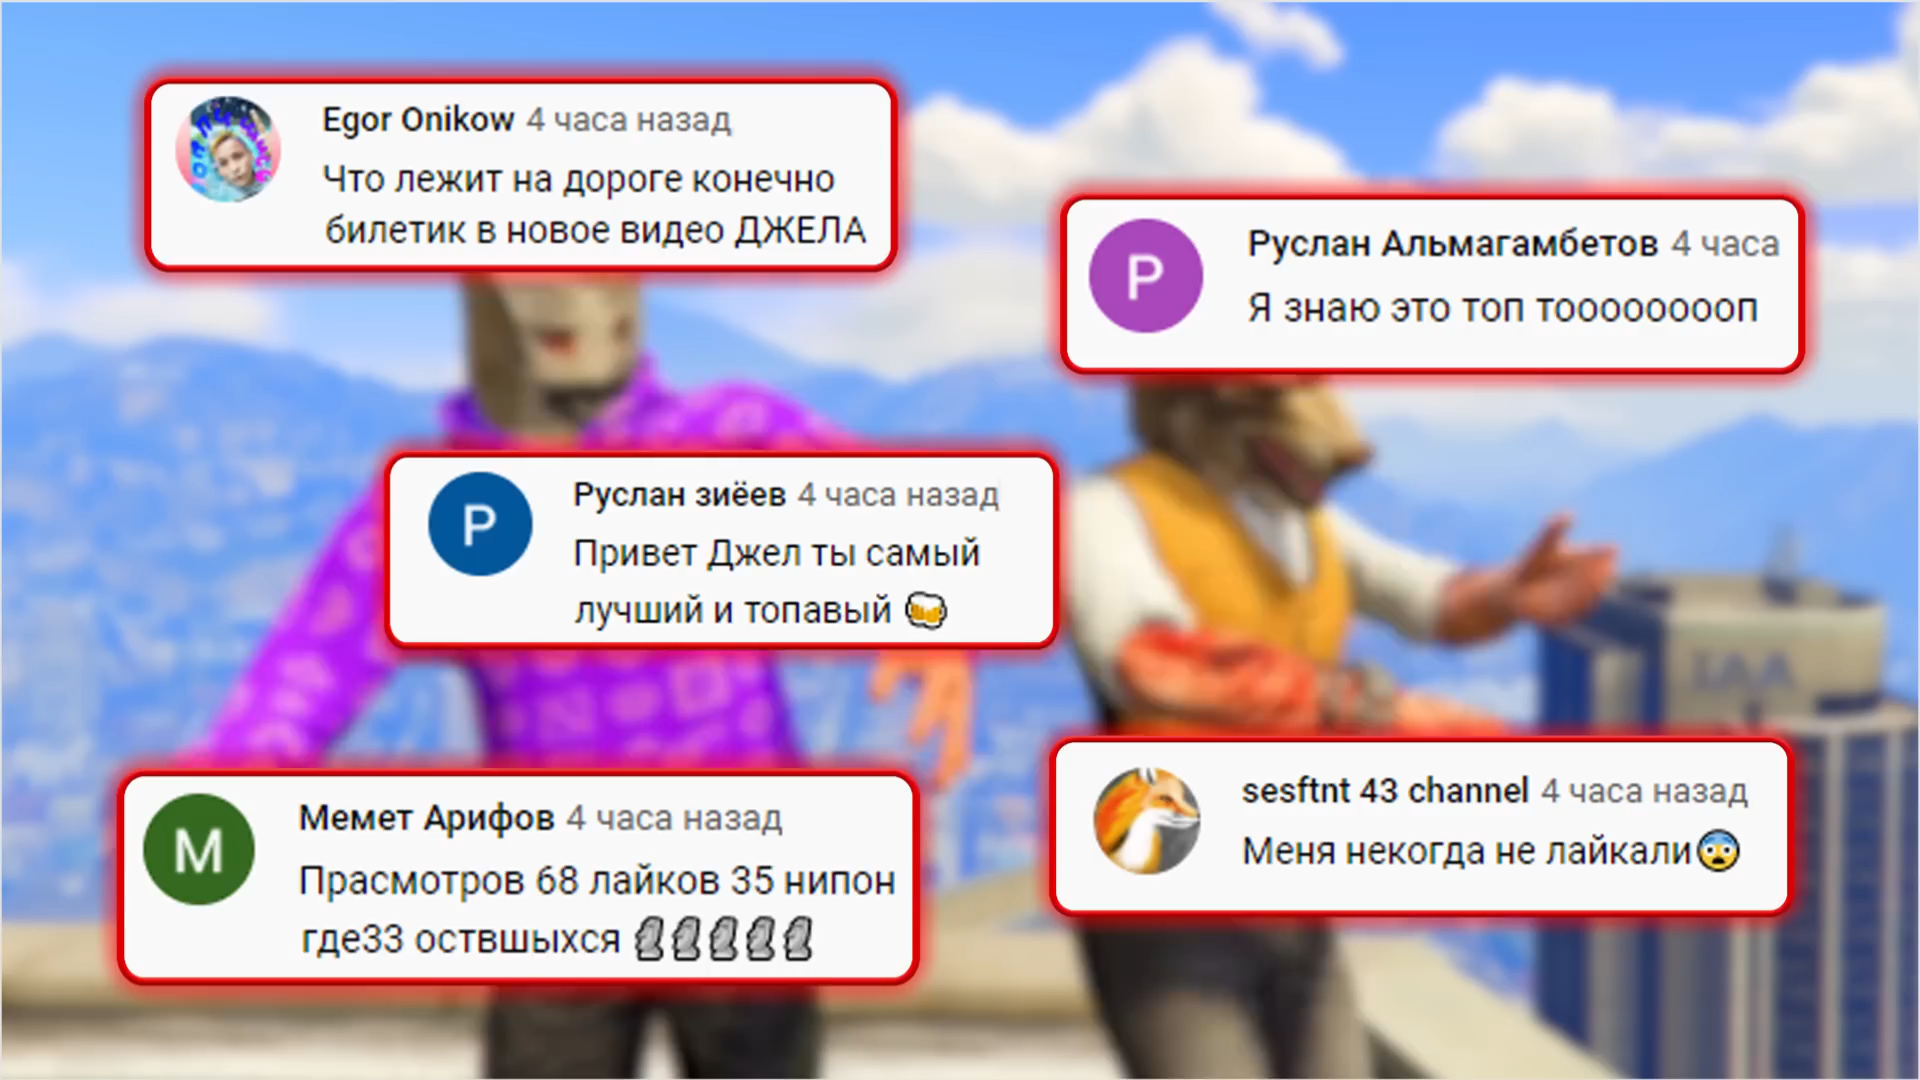 Egor Onikow 4 часа назад
Что лежит на дороге конечно
билетик в новое видео ДЖЕЛА
Р
Руслан Альмагамбетов 4 часа
Я знаю это топ тоооооооoп
Р
Руслан зиёев 4 часа назад
Привет Джел ты самый
лучший и топавый 🍻
IAA
М
Мемет Арифов 4 часа назад
Прасмотров 68 лайков 35 нипон
где33 оствшыхся 🗿🗿🗿🗿🗿
sesftnt 43 channel 4 часа назад
Меня некогда не лайкали😨